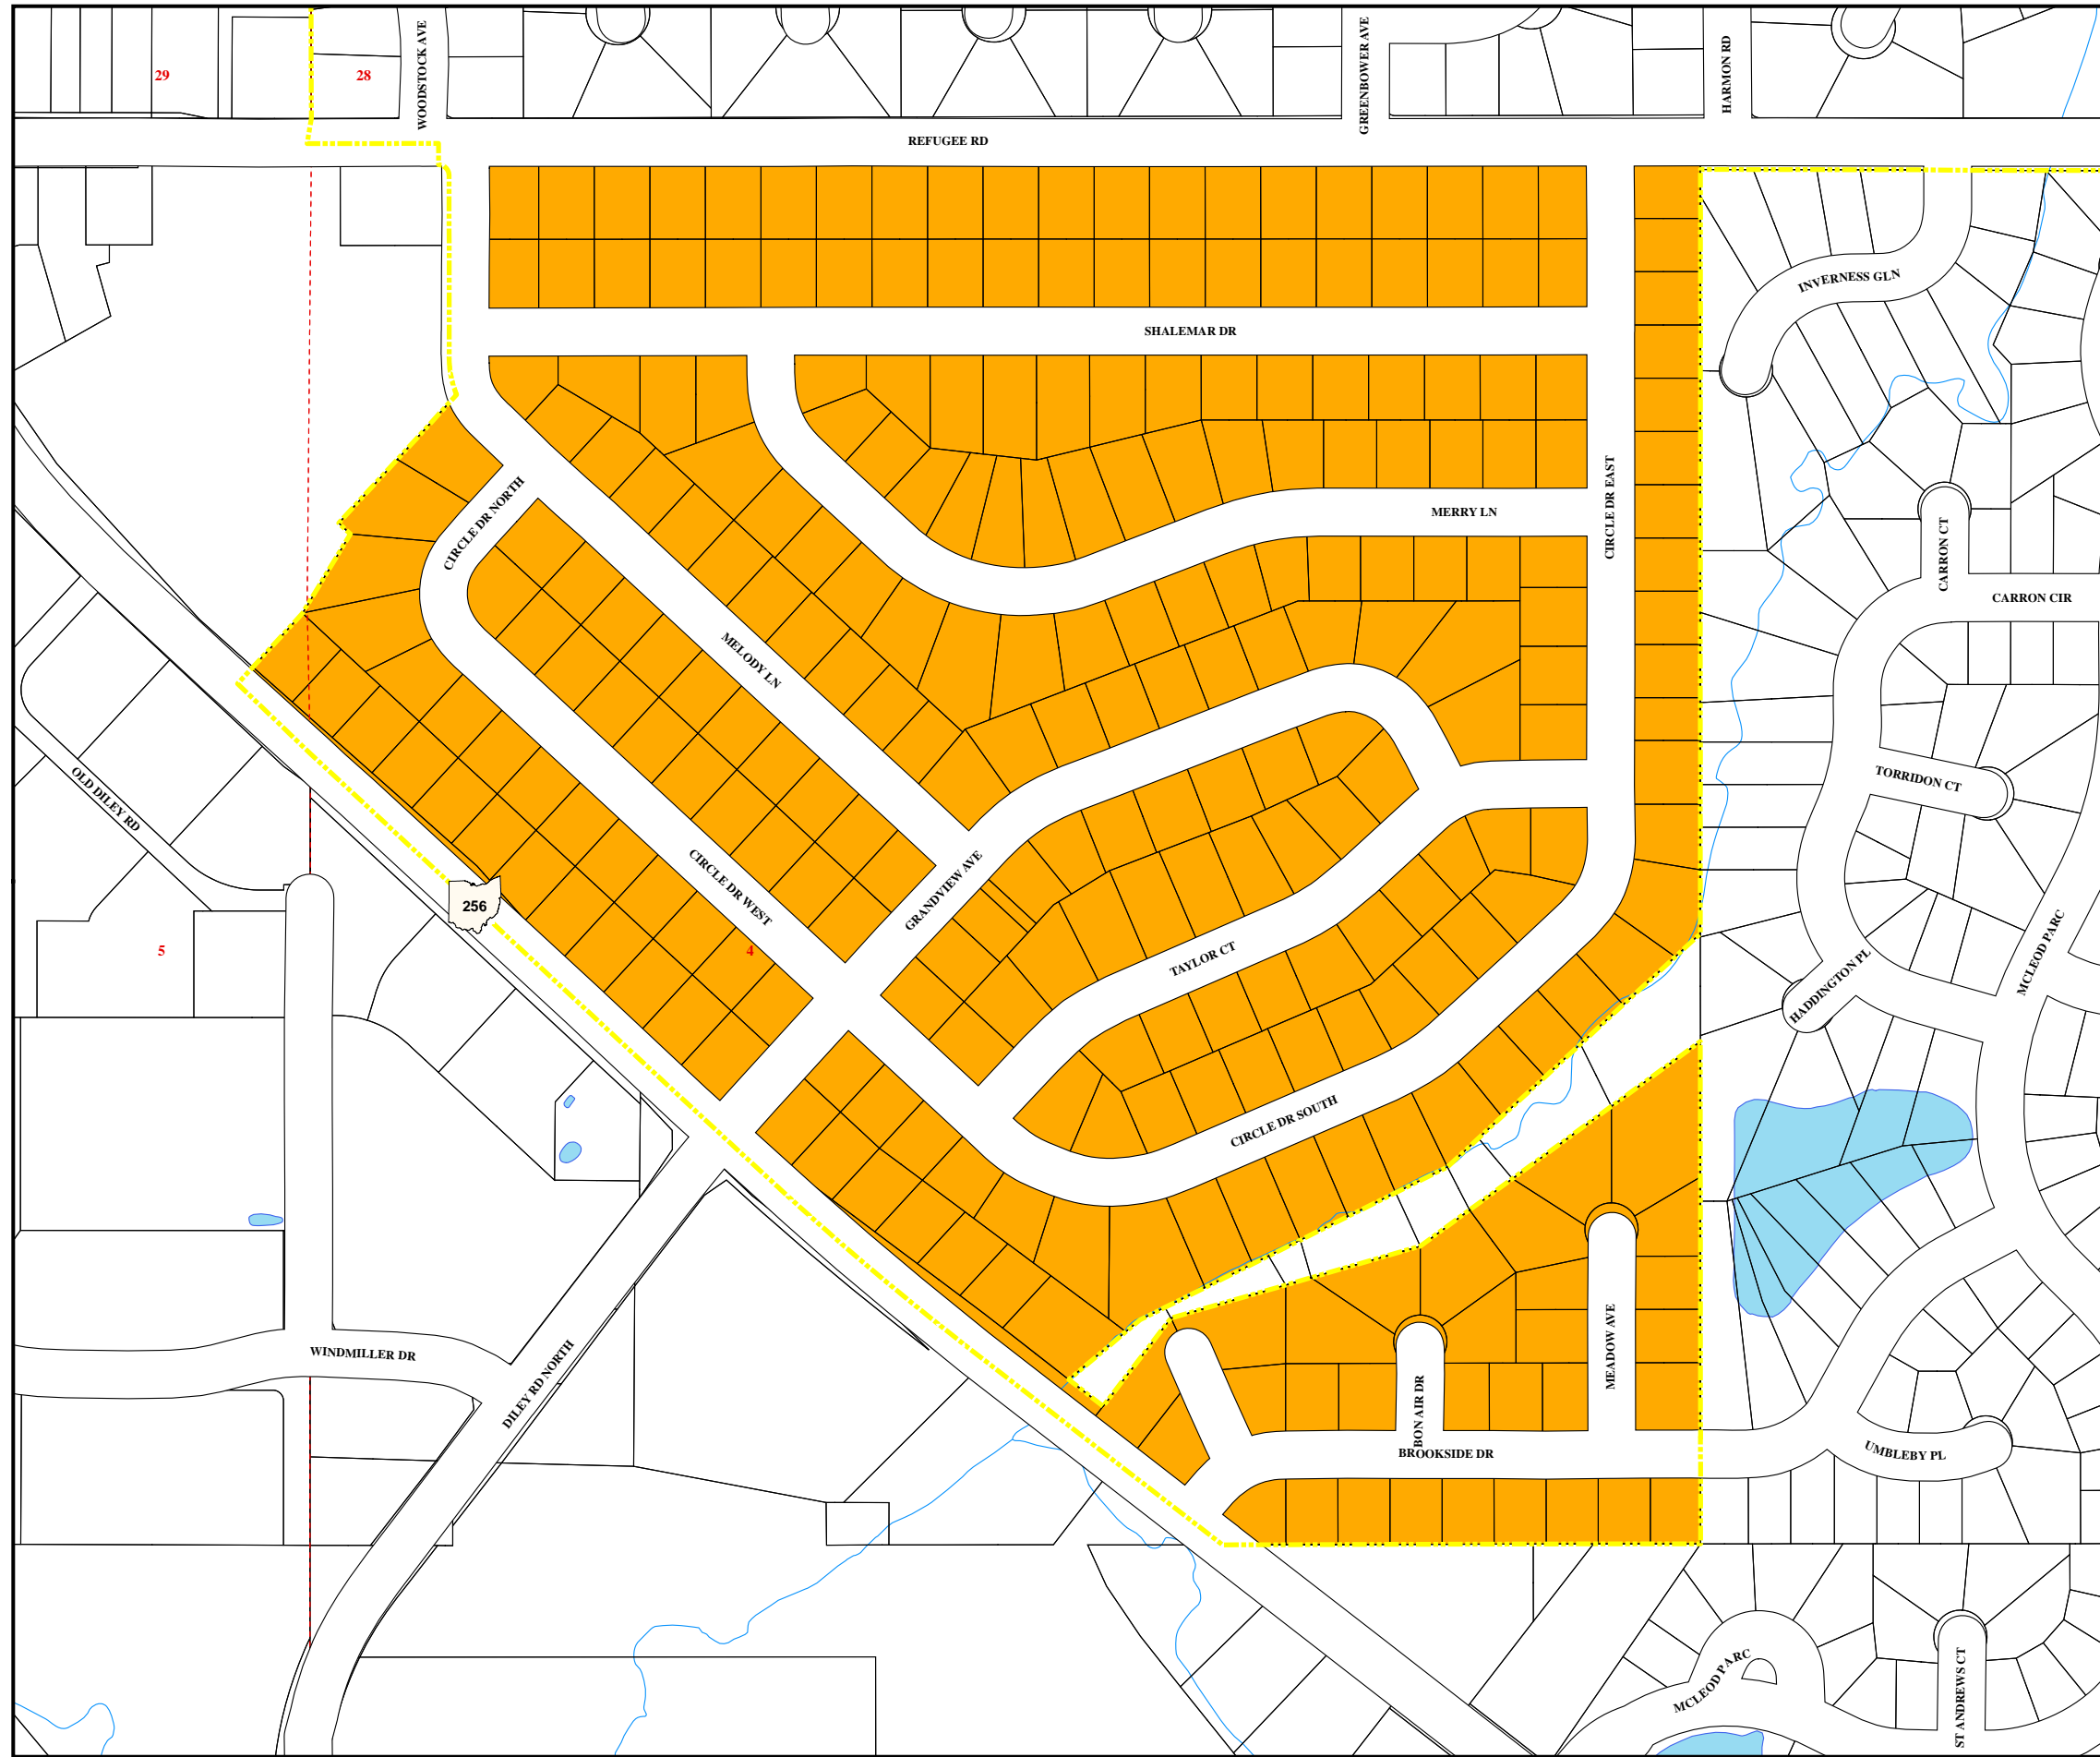 WOODSTOCK AVE
GREENBOWER AVE
HARMON RD
29
28
REFUGEE RD
INVERNESS GLN
SHALEMAR DR
CIRCLE DR NORTH
MERRY LN
CIRCLE DR EAST
CARRON CT
CARRON CIR
MELODY LN
TORRIDON CT
OLD DILEY RD
CIRCLE DR WEST
GRANDVIEW AVE
256
5
4
TAYLOR CT
MCLEOD PARC
HADDINGTON PL
CIRCLE DR SOUTH
WINDMILLER DR
DILEY RD NORTH
MEADOW AVE
BON AIR DR
BROOKSIDE DR
UMBLEBY PL
MCLEOD PARC
ST ANDREWS CT